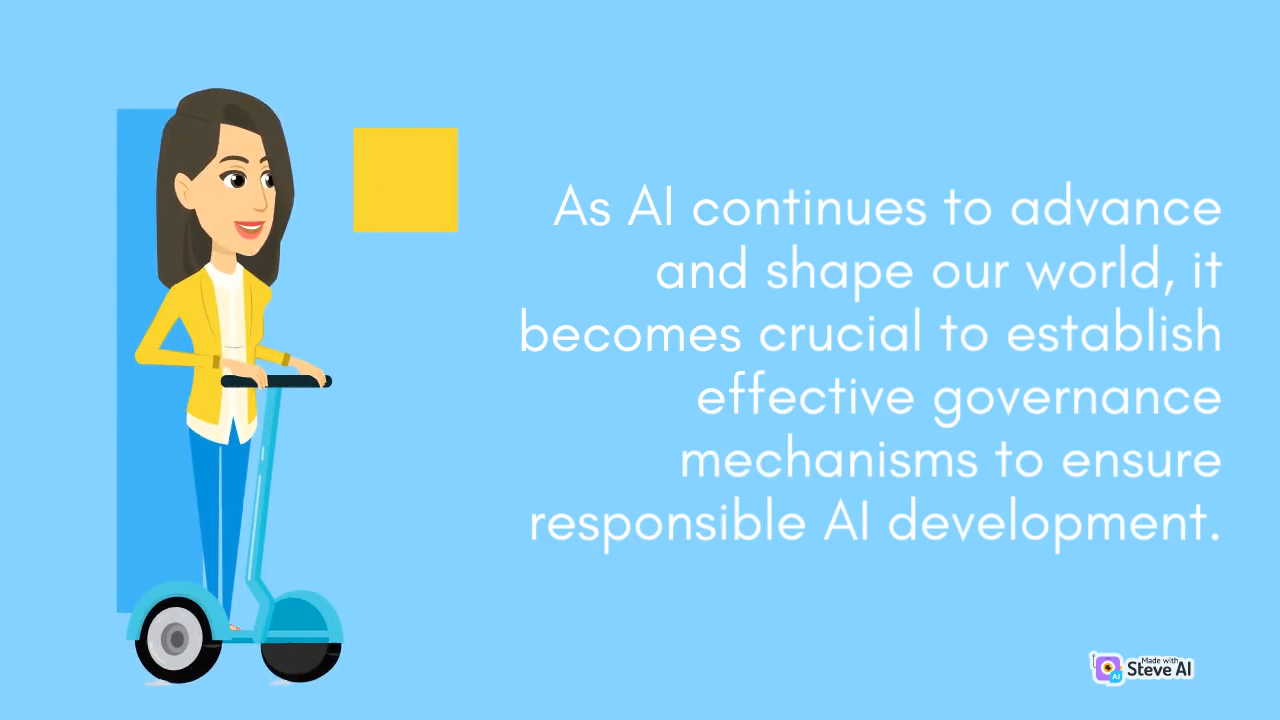 As AI continues to advance
and shape our world, it
becomes crucial to establish
effective governance
mechanisms to ensure
responsible AI development.
Made with
Steve AI
AI